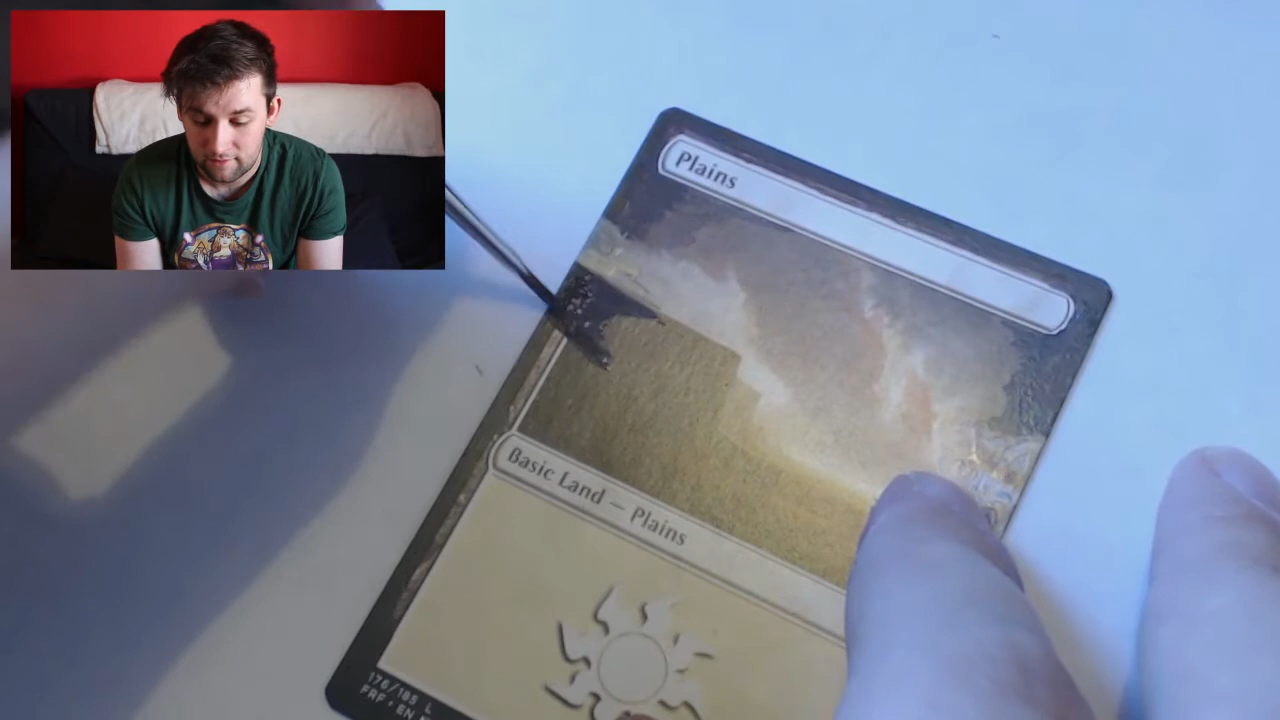 Plains
Basic Land — Plains
176/185 L
FRF • EN